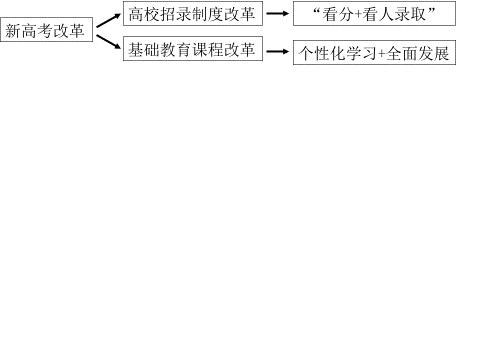 新高考改革
高校招录制度改革
“看分+看人录取”
基础教育课程改革
个性化学习+全面发展